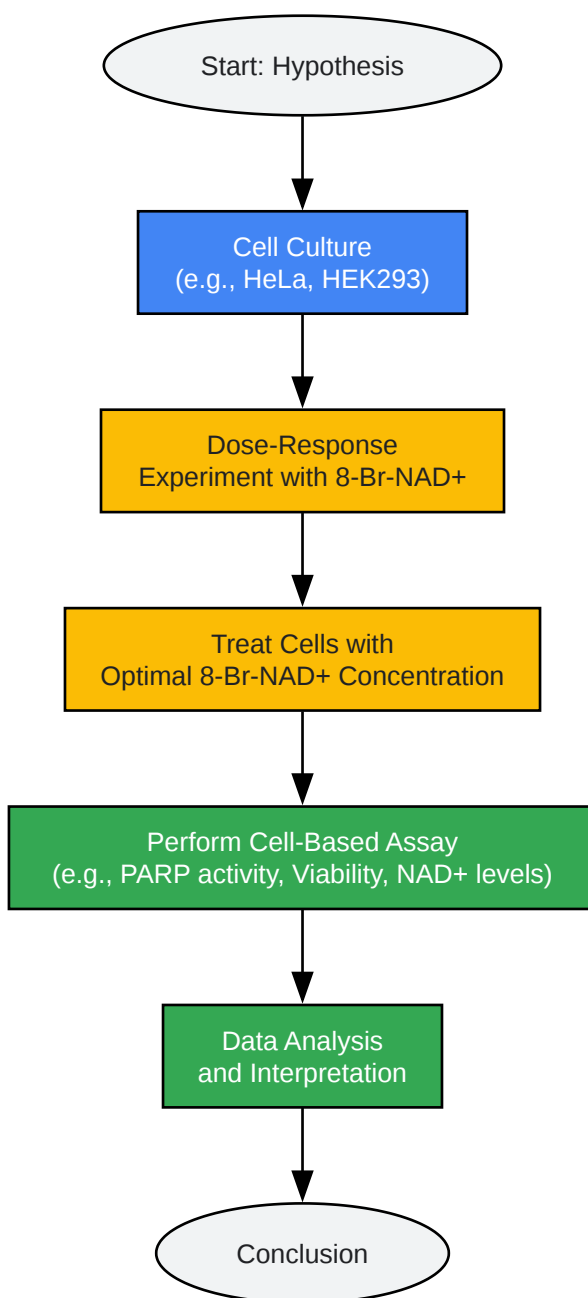 Start: Hypothesis
Cell Culture
(e.g., HeLa, HEK293)
Dose-Response
Experiment with 8-Br-NAD+
Treat Cells with
Optimal 8-Br-NAD+ Concentration
Perform Cell-Based Assay
(e.g., PARP activity, Viability, NAD+ levels)
Data Analysis
and Interpretation
Conclusion